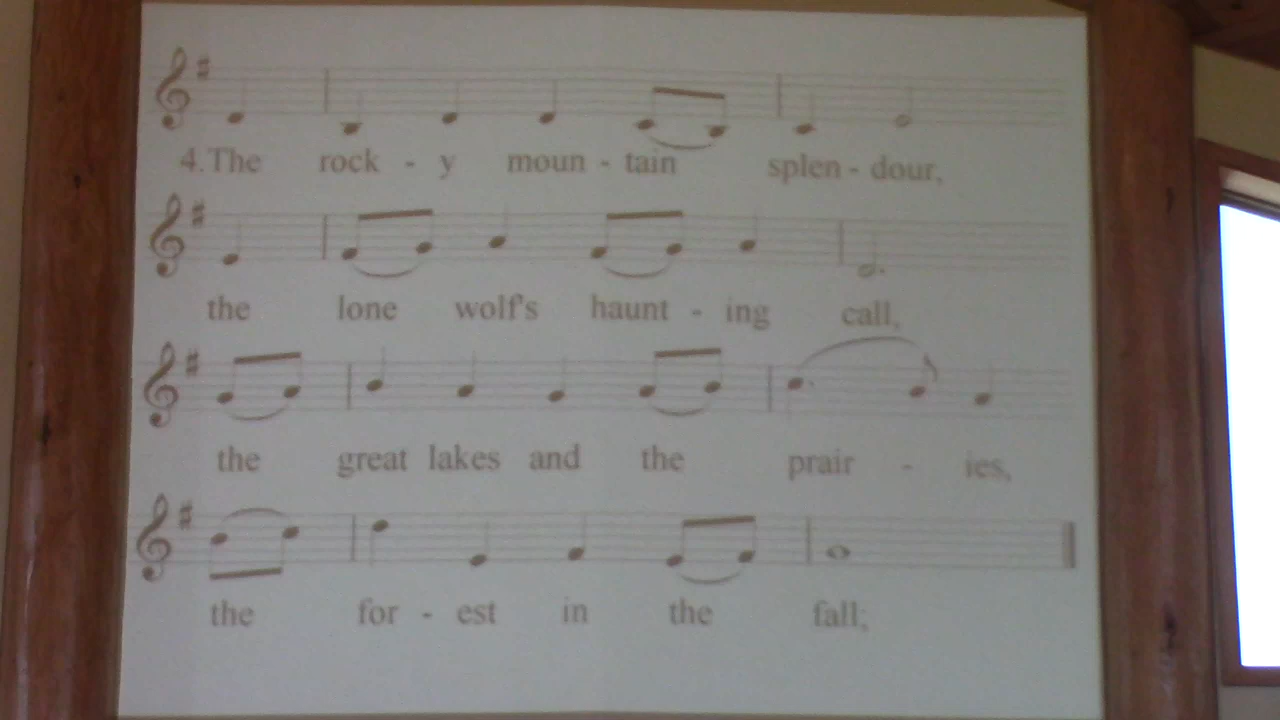 4.The rock - y moun - tain splen - dour,
the lone wolf's haunt - ing call,
the great lakes and the prair - ies,
the for - est in the fall;